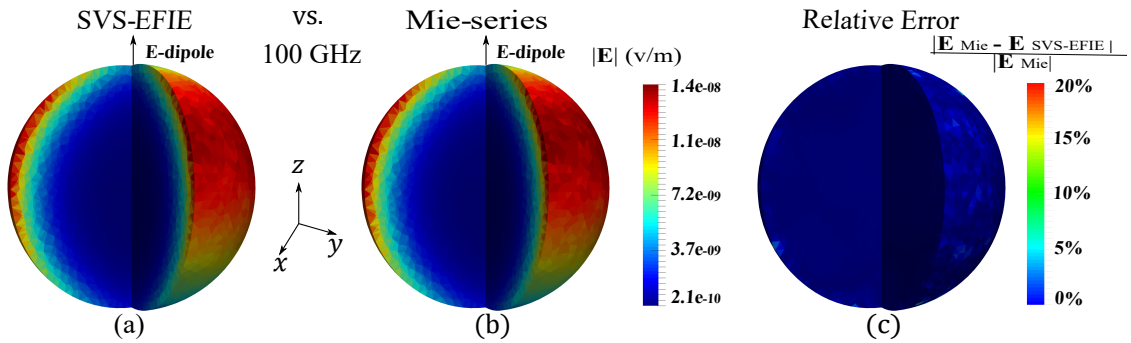 SVS-EFIE vs. Mie-series
100 GHz
Relative Error
E-dipole
E-dipole
|E| (v/m)
|E Mie - E SVS-EFIE |
|E Mie|
1.4e-08
1.1e-08
7.2e-09
3.7e-09
2.1e-10
20%
15%
10%
5%
0%
z
x
y
(a)
(b)
(c)